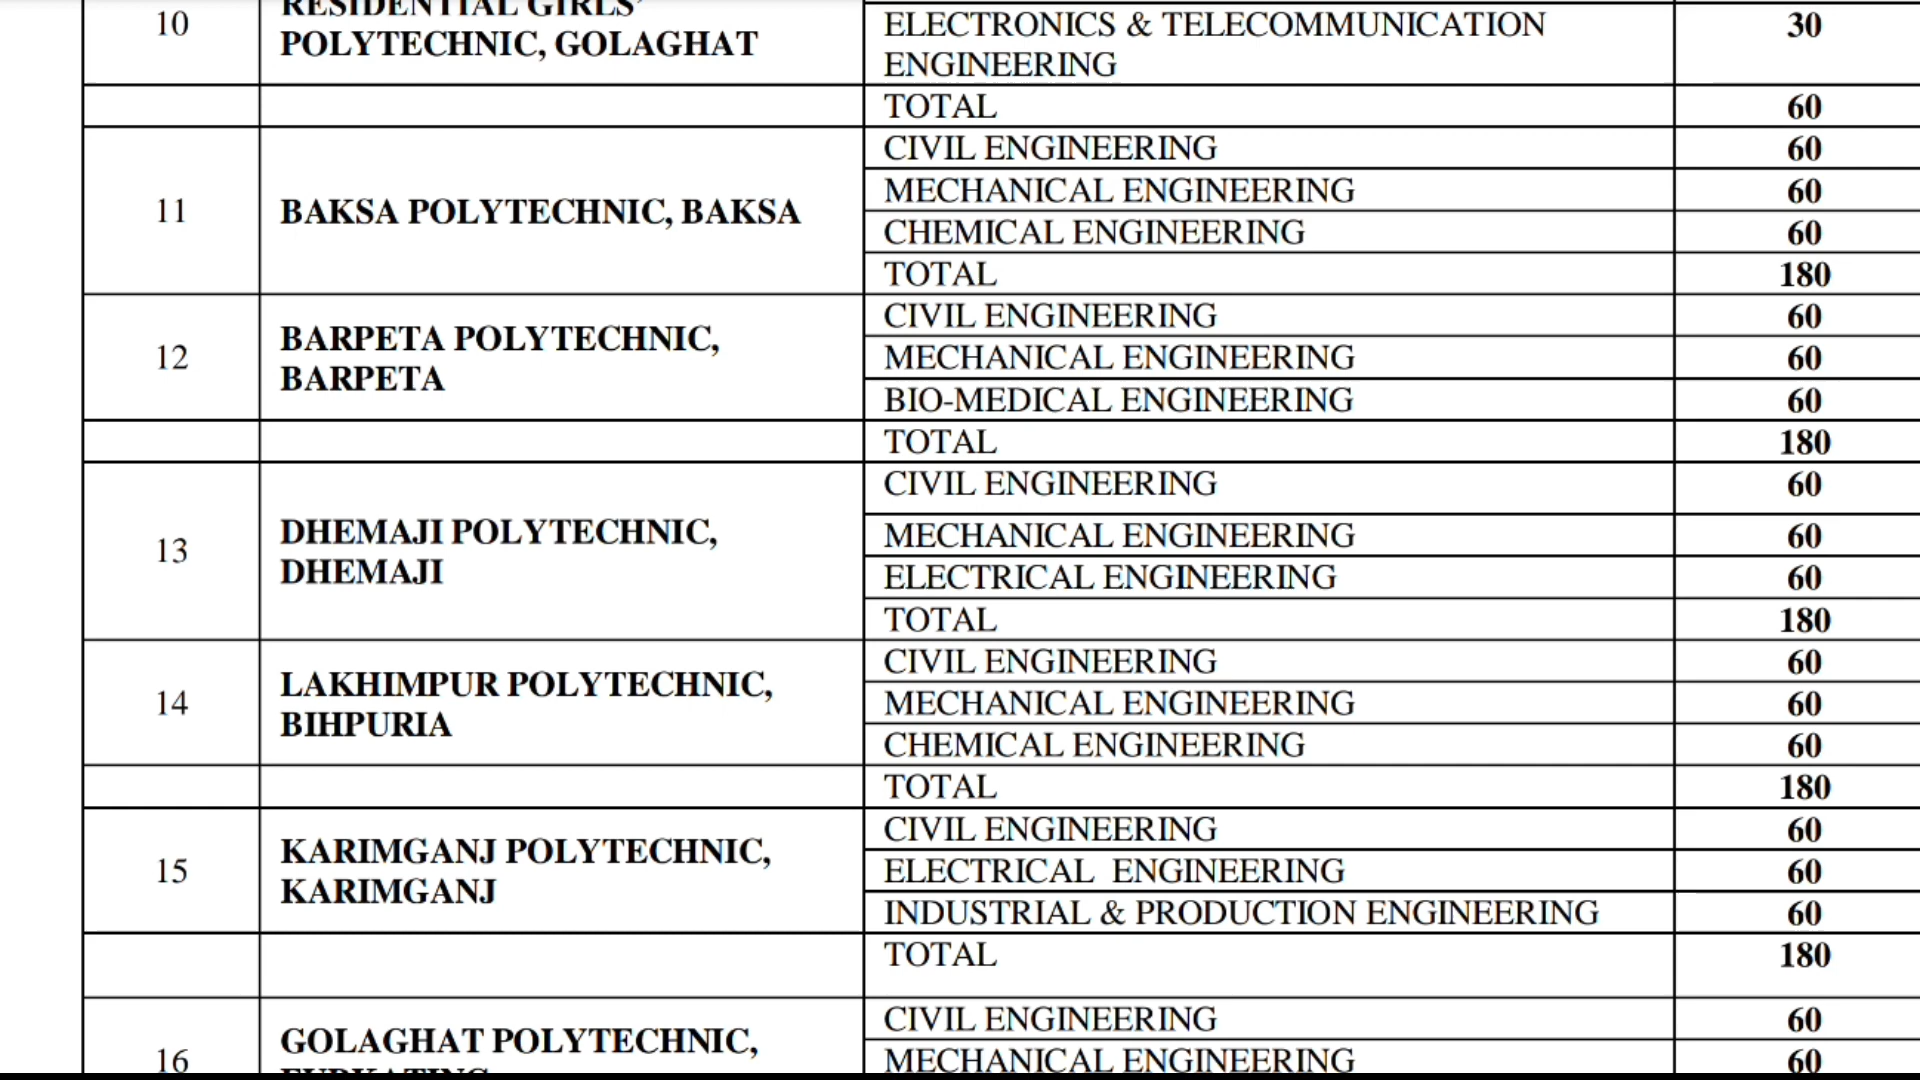 RESIDENTIAL GIRLS'
10
POLYTECHNIC, GOLAGHAT
ELECTRONICS & TELECOMMUNICATION
ENGINEERING
30
TOTAL 60
11
BAKSA POLYTECHNIC, BAKSA
CIVIL ENGINEERING 60
MECHANICAL ENGINEERING 60
CHEMICAL ENGINEERING 60
TOTAL 180
12
BARPETA POLYTECHNIC,
BARPETA
CIVIL ENGINEERING 60
MECHANICAL ENGINEERING 60
BIO-MEDICAL ENGINEERING 60
TOTAL 180
13
DHEMAJI POLYTECHNIC,
DHEMAJI
CIVIL ENGINEERING 60
MECHANICAL ENGINEERING 60
ELECTRICAL ENGINEERING 60
TOTAL 180
14
LAKHIMPUR POLYTECHNIC,
BIHPURIA
CIVIL ENGINEERING 60
MECHANICAL ENGINEERING 60
CHEMICAL ENGINEERING 60
TOTAL 180
15
KARIMGANJ POLYTECHNIC,
KARIMGANJ
CIVIL ENGINEERING 60
ELECTRICAL ENGINEERING 60
INDUSTRIAL & PRODUCTION ENGINEERING 60
TOTAL 180
16
GOLAGHAT POLYTECHNIC,
CIVIL ENGINEERING 60
MECHANICAL ENGINEERING 60